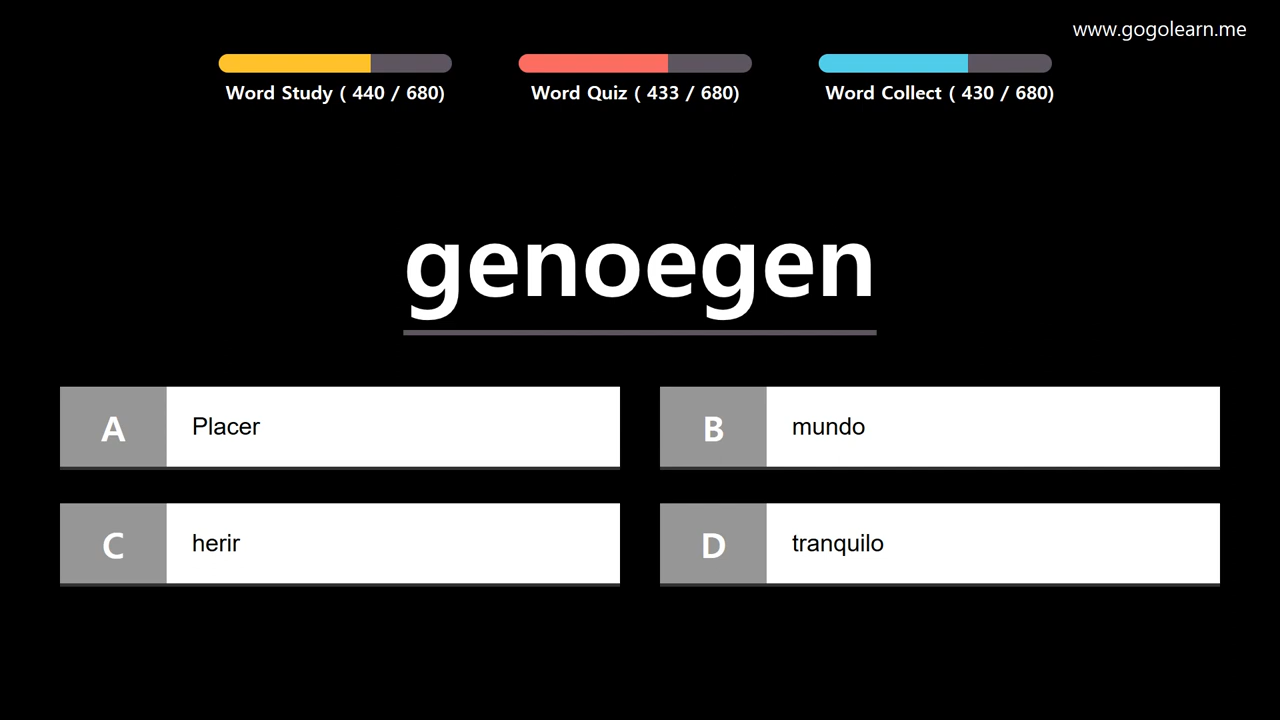 www.gogolearn.me
Word Study ( 440 / 680)
Word Quiz ( 433 / 680)
Word Collect ( 430 / 680)
genoegen
A Placer
B mundo
C herir
D tranquilo